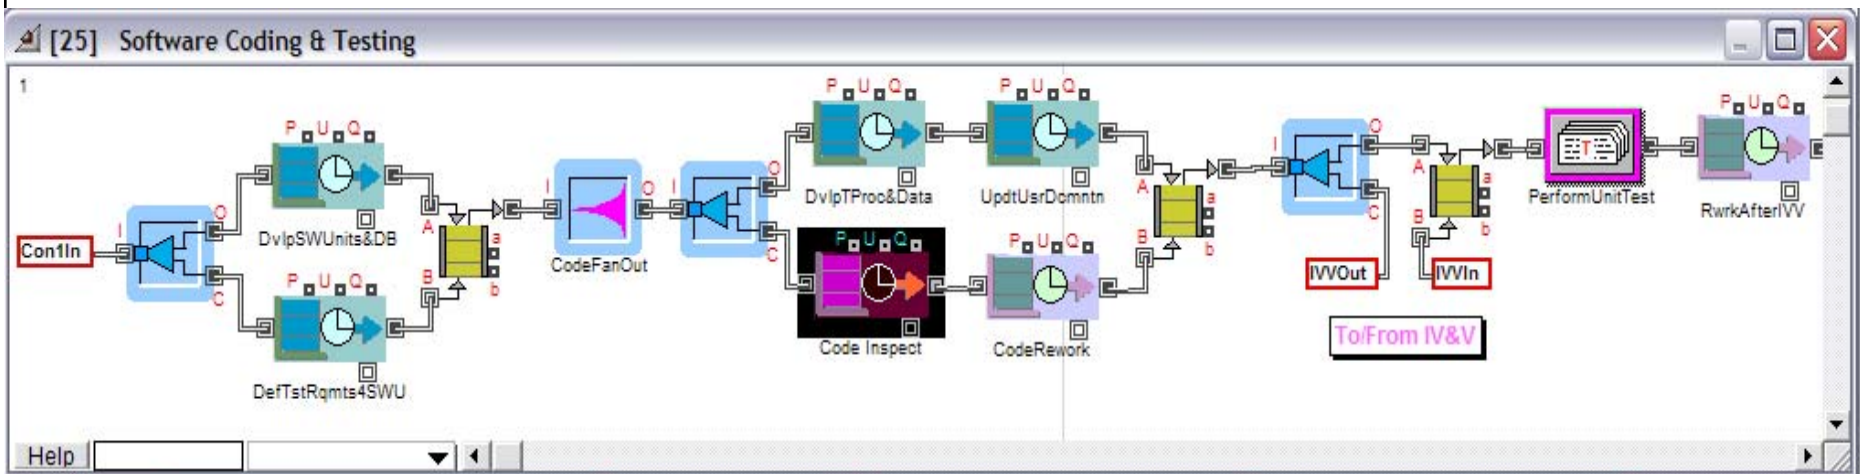 [25] Software Coding & Testing
1
Con1In
I
O
C
P U Q
DvlpSWUnits&DB
P U Q
DefTstRqmts4SWU
A
B
a
b
I
O
CodeFanOut
I
O
C
P U Q
DvlpTProc&Data
P U Q
UpdtUsrDcmntn
P U Q
Code Inspect
P U Q
CodeRework
A
B
a
b
I
O
C
IVVOut
A
B
a
b
IVVIn
To/From IV&V
T
PerformUnitTest
P U Q
RwrkAfterIVV
Help